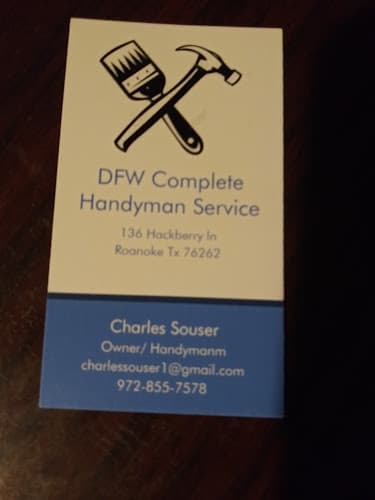 DFW Complete
Handyman Service
136 Hackberry ln
Roanoke Tx 76262
Charles Souser
Owner/ Handymanm
charlessouser1@gmail.com
972-855-7578